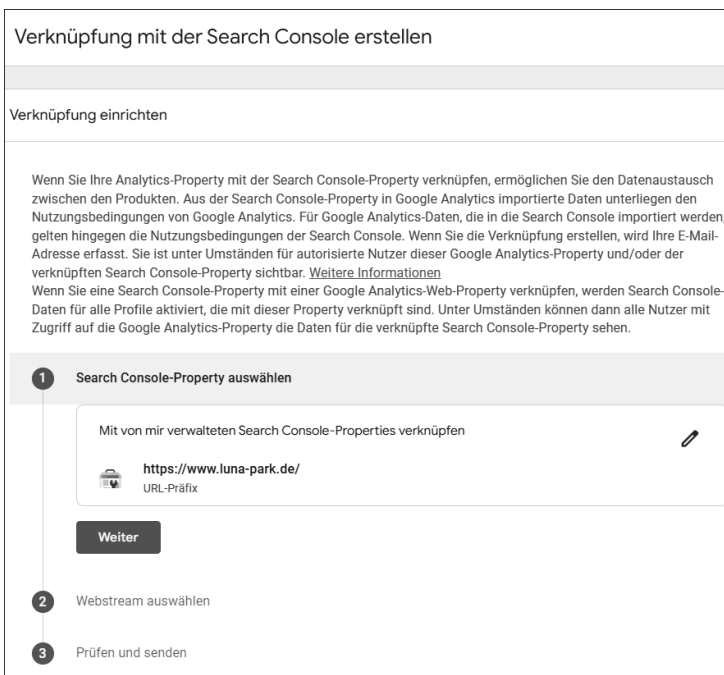 Verknüpfung mit der Search Console erstellen
Verknüpfung einrichten
Wenn Sie Ihre Analytics-Property mit der Search Console-Property verknüpfen, ermöglichen Sie den Datenaustausch
zwischen den Produkten. Aus der Search Console-Property in Google Analytics importierte Daten unterliegen den
Nutzungsbedingungen von Google Analytics. Für Google Analytics-Daten, die in die Search Console importiert werden,
gelten hingegen die Nutzungsbedingungen der Search Console. Wenn Sie die Verknüpfung erstellen, wird Ihre E-Mail-
Adresse erfasst. Sie ist unter Umständen für autorisierte Nutzer dieser Google Analytics-Property und/oder der
verknüpften Search Console-Property sichtbar. Weitere Informationen
Wenn Sie eine Search Console-Property mit einer Google Analytics-Web-Property verknüpfen, werden Search Console-
Daten für alle Profile aktiviert, die mit dieser Property verknüpft sind. Unter Umständen können dann alle Nutzer mit
Zugriff auf die Google Analytics-Property die Daten für die verknüpfte Search Console-Property sehen.
1 Search Console-Property auswählen
Mit von mir verwalteten Search Console-Properties verknüpfen
https://www.luna-park.de/
URL-Präfix
Weiter
2 Webstream auswählen
3 Prüfen und senden